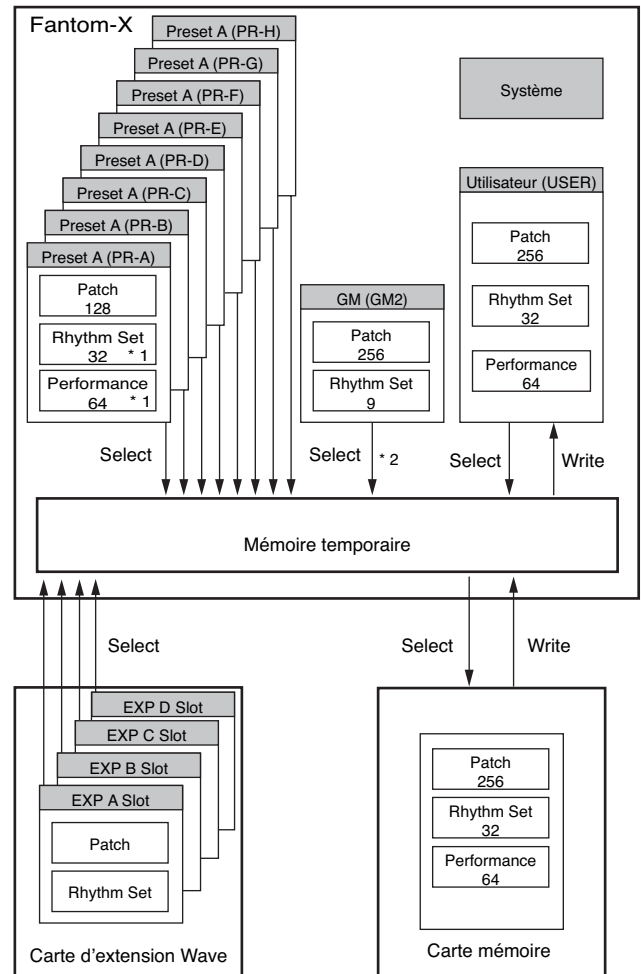 Fantom-X
Preset A (PR-H)
Preset A (PR-G)
Preset A (PR-F)
Preset A (PR-E)
Preset A (PR-D)
Preset A (PR-C)
Preset A (PR-B)
Preset A (PR-A)
Patch
128
Rhythm Set
32 * 1
Performance
64 * 1
Select
GM (GM2)
Patch
256
Rhythm Set
9
Select * 2
Système
Utilisateur (USER)
Patch
256
Rhythm Set
32
Performance
64
Select
Write
Mémoire temporaire
Select
Select
Write
EXP D Slot
EXP C Slot
EXP B Slot
EXP A Slot
Patch
Rhythm Set
Carte d'extension Wave
Patch
256
Rhythm Set
32
Performance
64
Carte mémoire